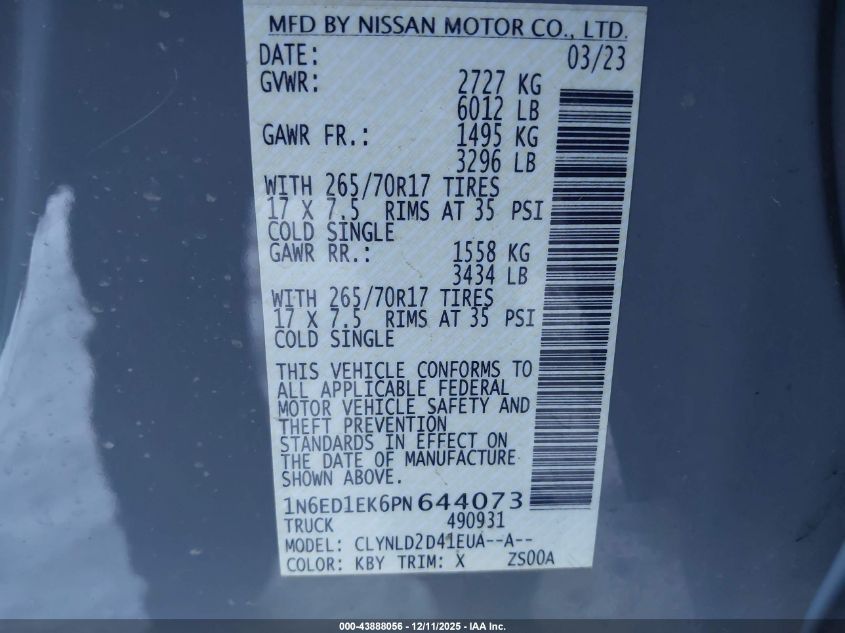 MFD BY NISSAN MOTOR CO., LTD.
DATE: 03/23
GVWR: 2727 KG
6012 LB
GAWR FR.: 1495 KG
3296 LB
WITH 265/70R17 TIRES
17 X 7.5 RIMS AT 35 PSI
COLD SINGLE
GAWR RR.: 1558 KG
3434 LB
WITH 265/70R17 TIRES
17 X 7.5 RIMS AT 35 PSI
COLD SINGLE
THIS VEHICLE CONFORMS TO
ALL APPLICABLE FEDERAL
MOTOR VEHICLE SAFETY AND
THEFT PREVENTION
STANDARDS IN EFFECT ON
THE DATE OF MANUFACTURE
SHOWN ABOVE.
1N6ED1EK6PN644073
TRUCK 490931
MODEL: CLYNLD2D41EUA--A--
COLOR: KBY TRIM: X ZS00A
000-43888056 - 12/11/2025 - IAA Inc.